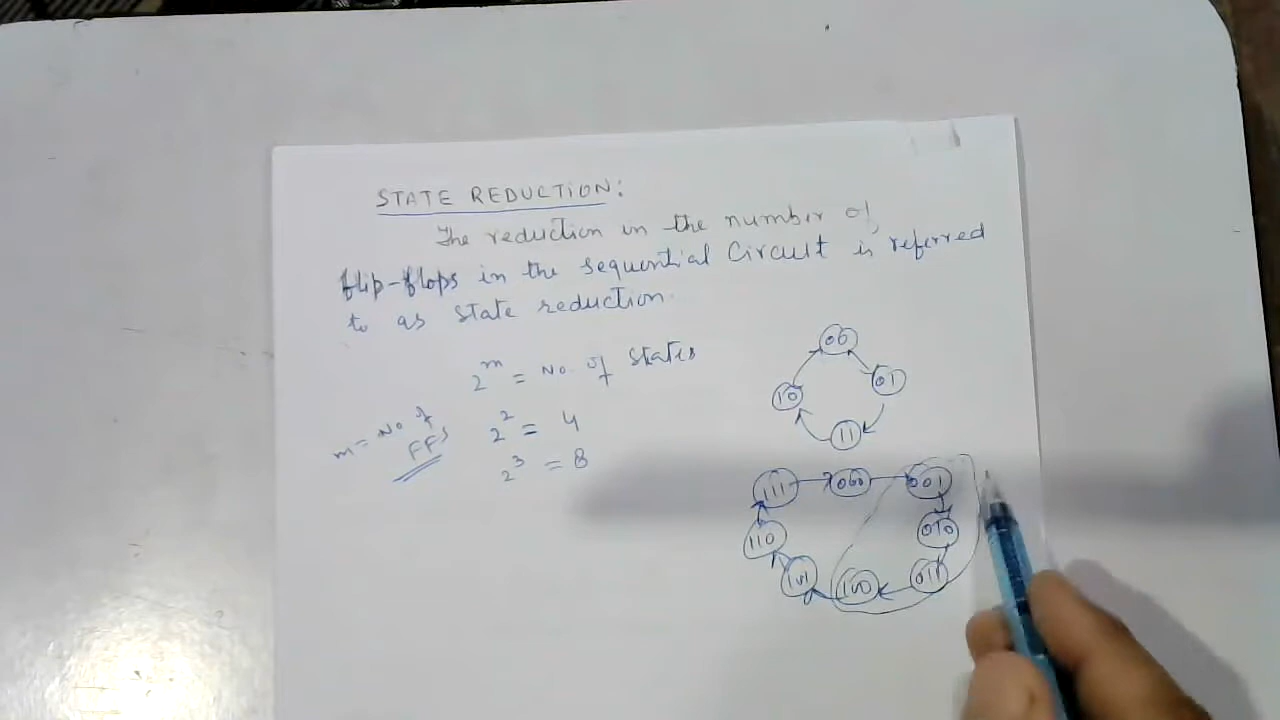 STATE REDUCTION:
The reduction in the number of
flip-flops in the sequential Circuit is referred
to as state reduction.
2^m = No. of States
m = No of FFs
2^2 = 4
2^3 = 8
00
10 01
11
111 000 001
110 010
101 100 011